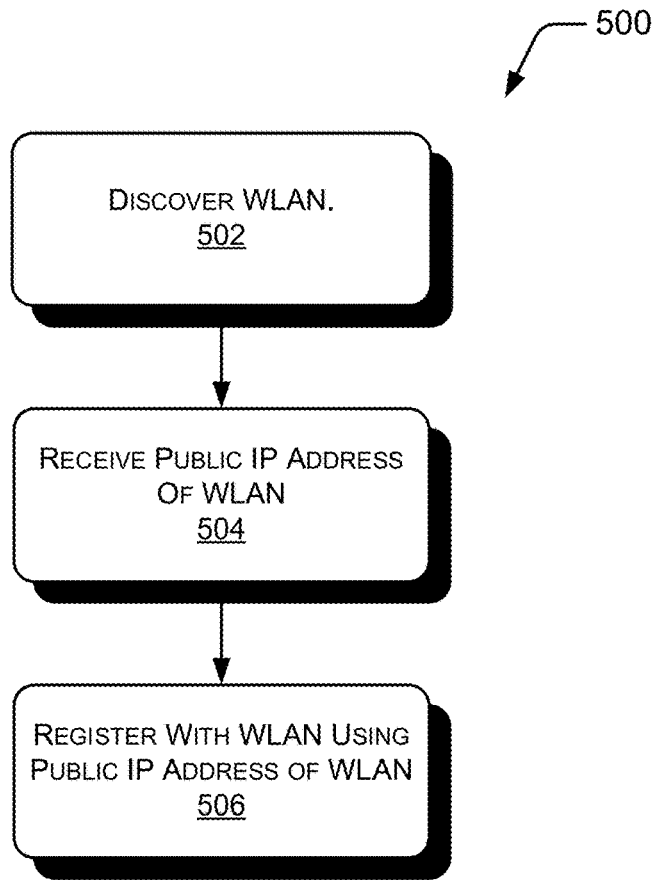 500
DISCOVER WLAN.
502
RECEIVE PUBLIC IP ADDRESS
OF WLAN
504
REGISTER WITH WLAN USING
PUBLIC IP ADDRESS OF WLAN
506